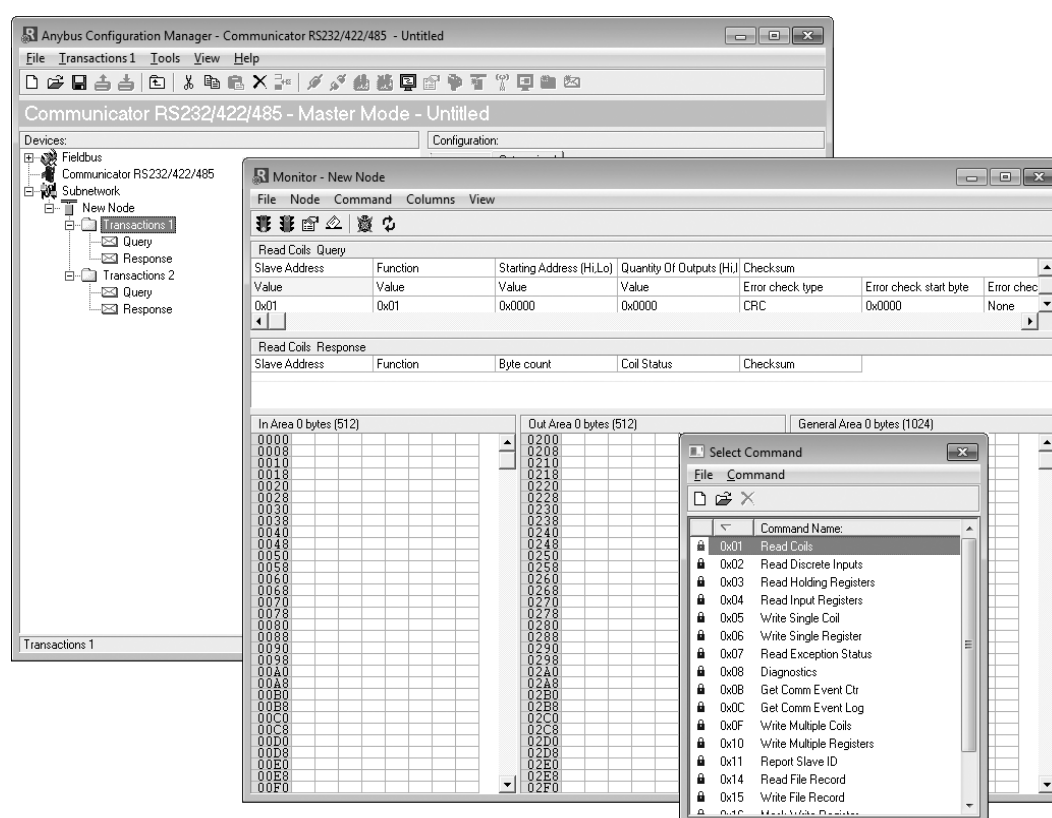 Anybus Configuration Manager - Communicator RS232/422/485 - Untitled
File Transactions 1 Tools View Help
Communicator RS232/422/485 - Master Mode - Untitled
Devices:
Configuration:
Fieldbus
Communicator RS232/422/485
Subnetwork
New Node
Transactions 1
Query
Response
Transactions 2
Query
Response
Transactions 1
Monitor - New Node
File Node Command Columns View
Read Coils Query
Slave Address Function Starting Address (Hi,Lo) Quantity Of Outputs (Hi,l Checksum
Value Value Value Value Error check type Error check start byte Error chec
0x01 0x01 0x0000 0x0000 CRC 0x0000 None
Read Coils Response
Slave Address Function Byte count Coil Status Checksum
In Area 0 bytes (512) Out Area 0 bytes (512) General Area 0 bytes (1024)
0000 0200
0008 0208
0010 0210
0018 0218
0020 0220
0028 0228
0030 0230
0038 0238
0040 0240
0048 0248
0050 0250
0058 0258
0060 0260
0068 0268
0070 0270
0078 0278
0080 0280
0088 0288
0090 0290
0098 0298
00A0 02A0
00A8 02A8
00B0 02B0
00B8 02B8
00C0 02C0
00C8 02C8
00D0 02D0
00D8 02D8
00E0 02E0
00E8 02E8
00F0 02F0
Select Command
File Command
Command Name:
0x01 Read Coils
0x02 Read Discrete Inputs
0x03 Read Holding Registers
0x04 Read Input Registers
0x05 Write Single Coil
0x06 Write Single Register
0x07 Read Exception Status
0x08 Diagnostics
0x0B Get Comm Event Ctr
0x0C Get Comm Event Log
0x0F Write Multiple Coils
0x10 Write Multiple Registers
0x11 Report Slave ID
0x14 Read File Record
0x15 Write File Record